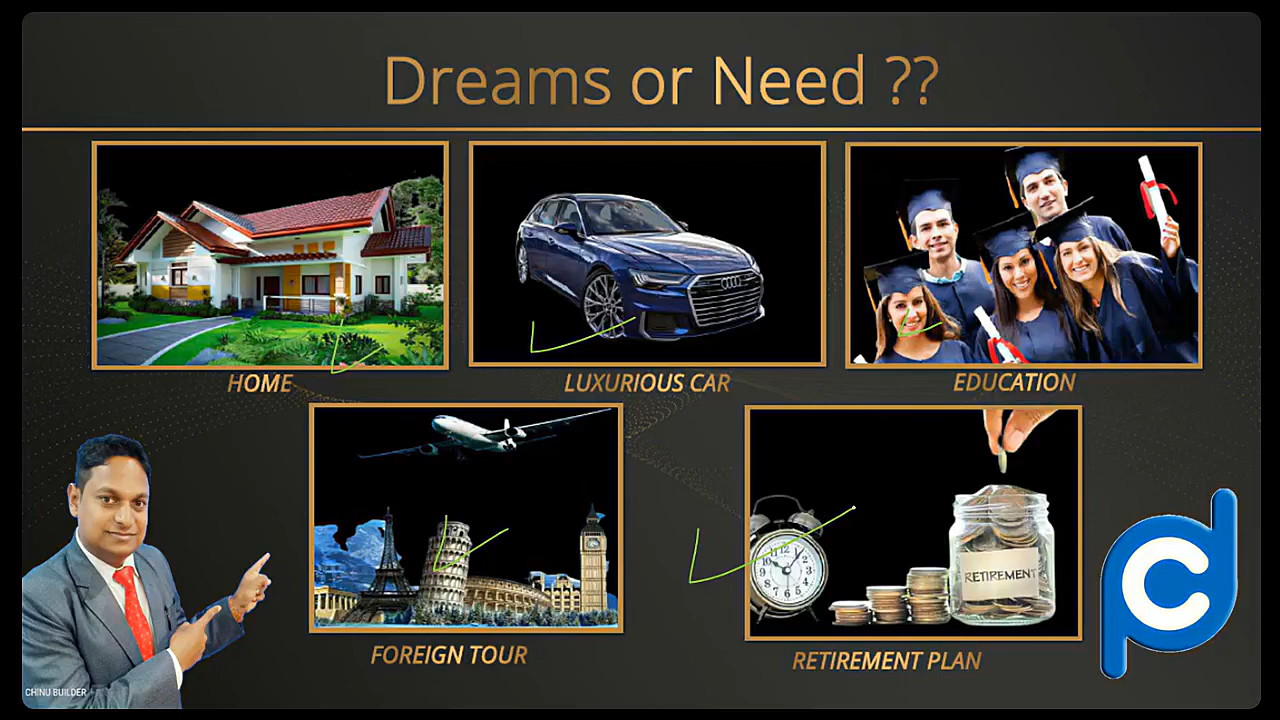 Dreams or Need ??
HOME
LUXURIOUS CAR
EDUCATION
RETIREMENT
FOREIGN TOUR
RETIREMENT PLAN
CHINU BUILDER